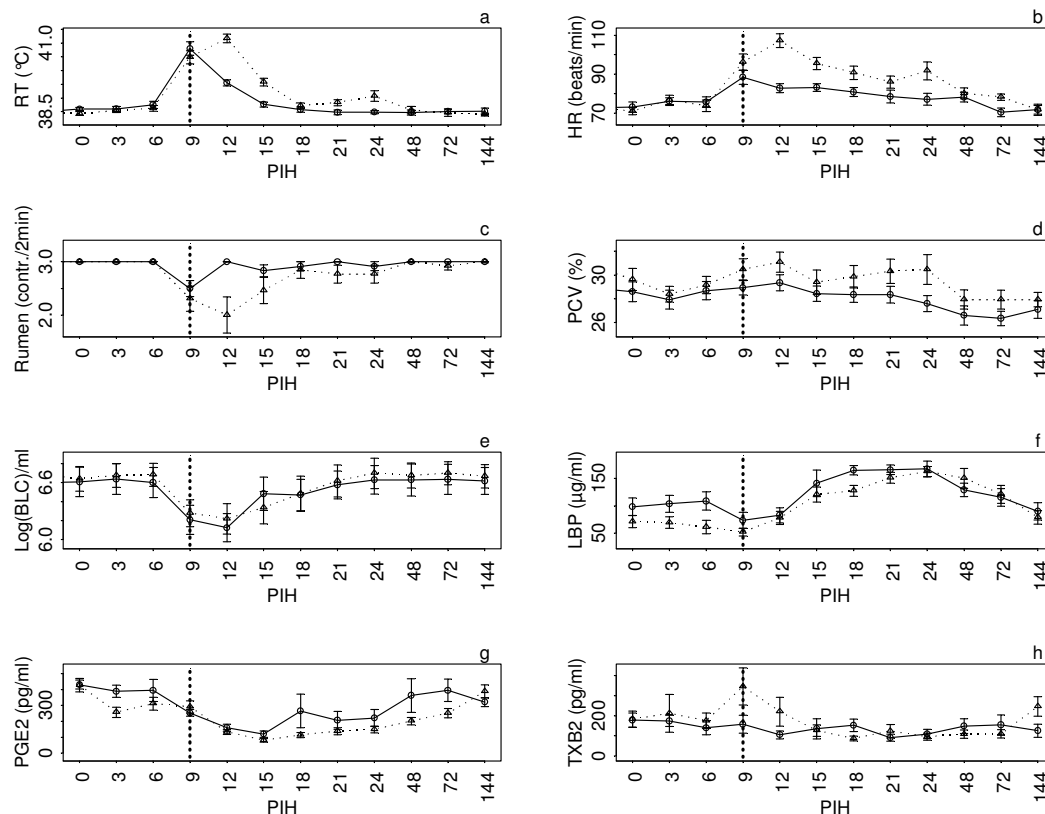 a
RT (°C)
41.0
38.5
0 3 6 9 12 15 18 21 24 48 72 144
PIH
b
HR (beats/min)
110
90
70
0 3 6 9 12 15 18 21 24 48 72 144
PIH
c
Rumen (contr./2min)
3.0
2.0
0 3 6 9 12 15 18 21 24 48 72 144
PIH
d
PCV (%)
30
26
0 3 6 9 12 15 18 21 24 48 72 144
PIH
e
Log(BLC)/ml
6.6
6.0
0 3 6 9 12 15 18 21 24 48 72 144
PIH
f
LBP (µg/ml)
150
50
0 3 6 9 12 15 18 21 24 48 72 144
PIH
g
PGE2 (pg/ml)
300
0
0 3 6 9 12 15 18 21 24 48 72 144
PIH
h
TXB2 (pg/ml)
200
0
0 3 6 9 12 15 18 21 24 48 72 144
PIH